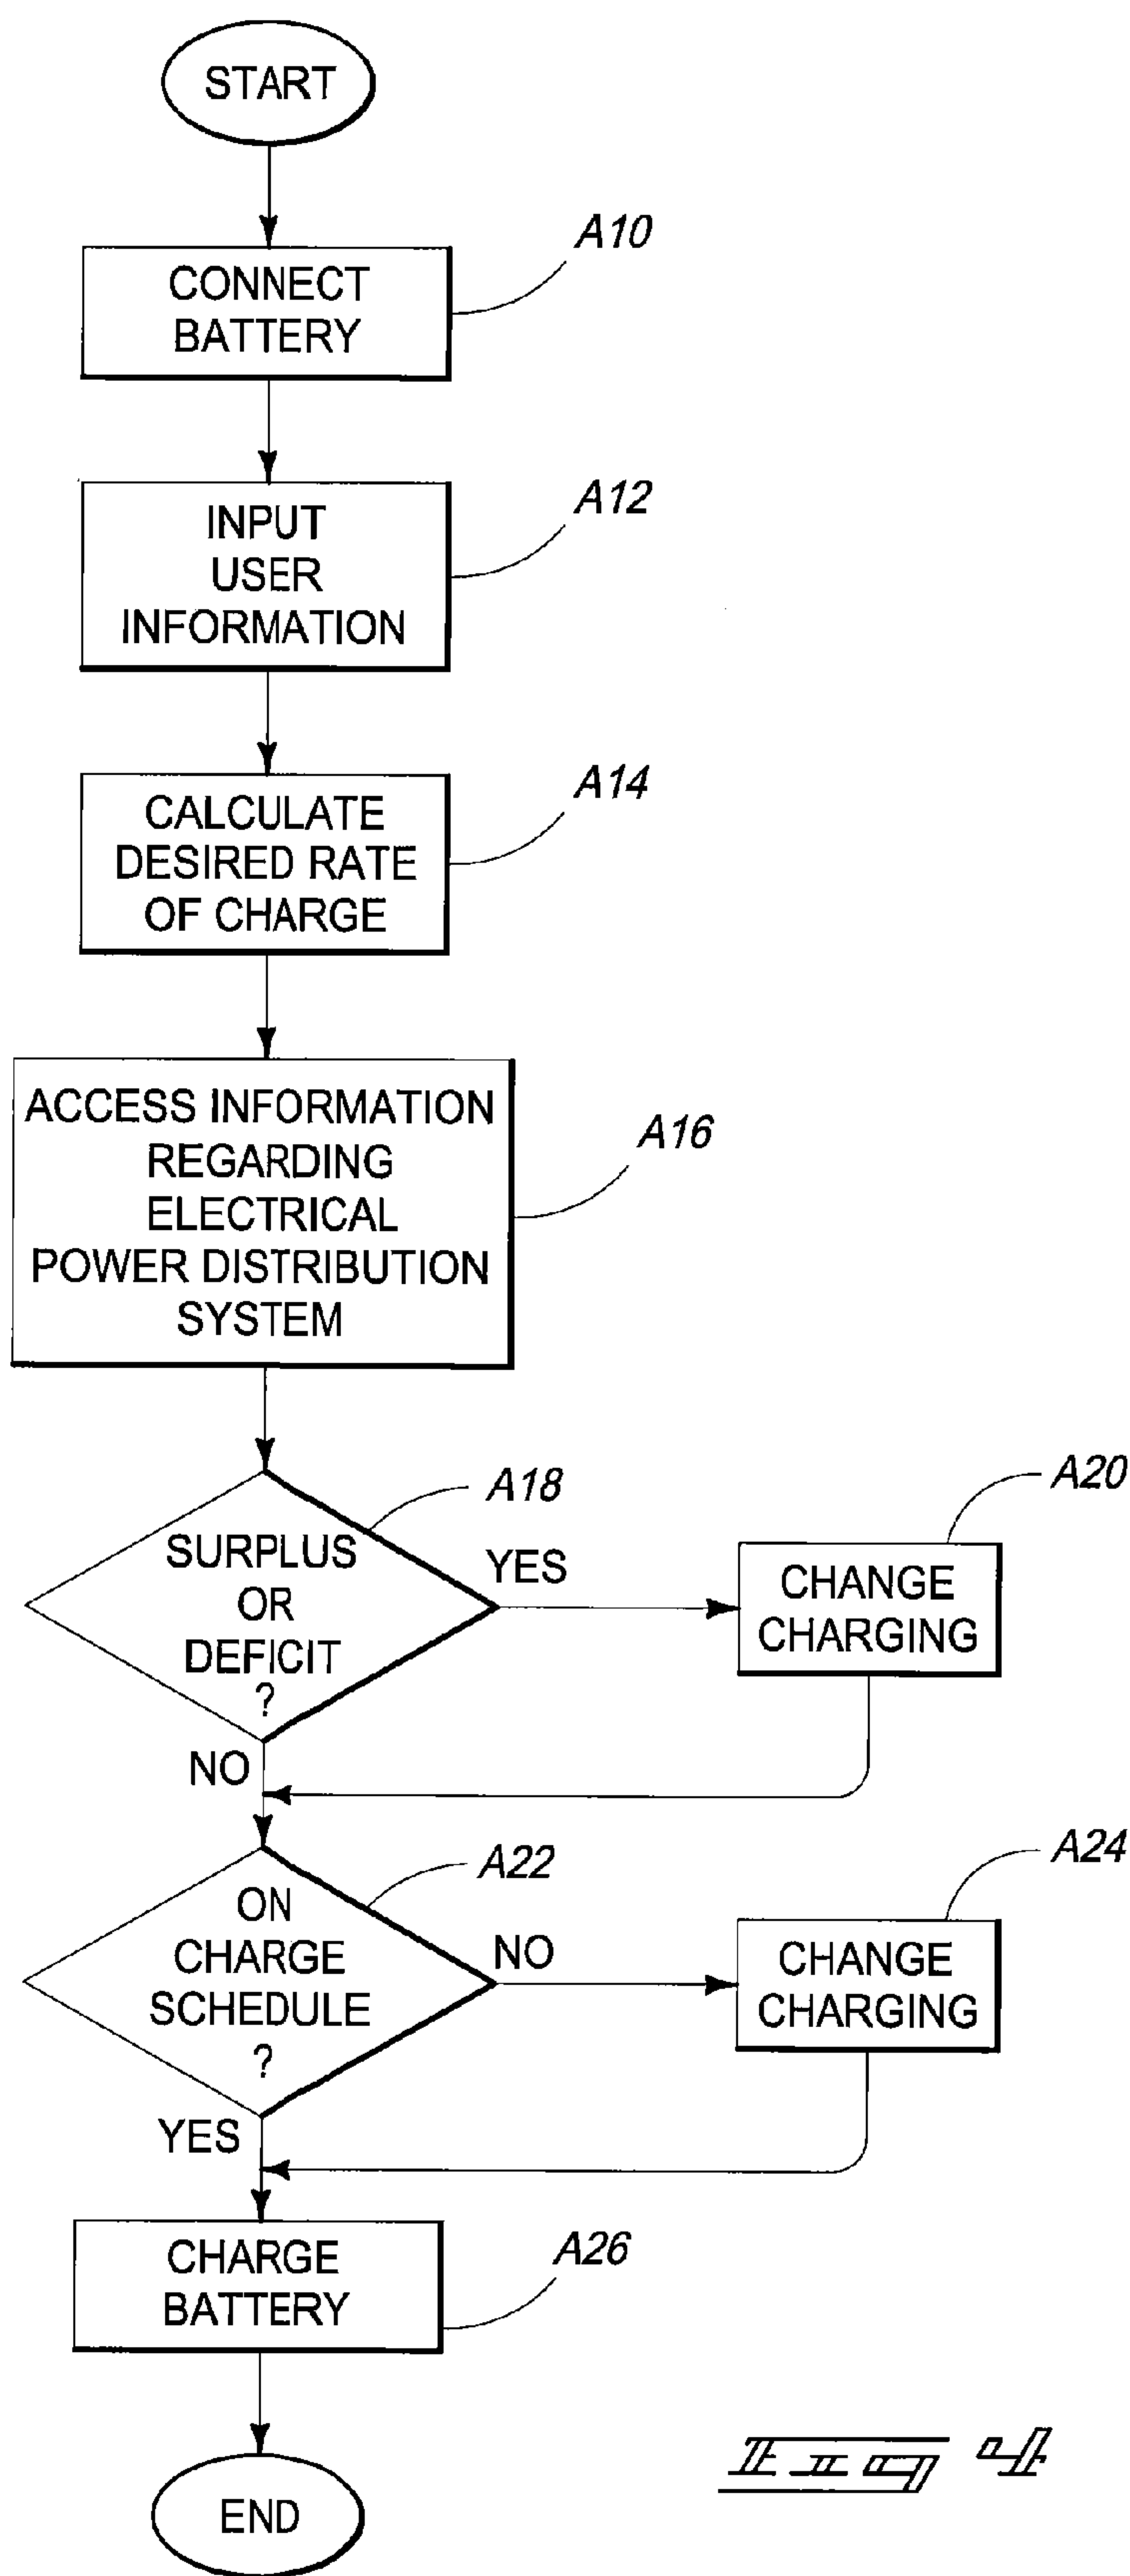 START
A10
CONNECT
BATTERY
A12
INPUT
USER
INFORMATION
A14
CALCULATE
DESIRED RATE
OF CHARGE
A16
ACCESS INFORMATION
REGARDING
ELECTRICAL
POWER DISTRIBUTION
SYSTEM
A18
SURPLUS
OR
DEFICIT
?
YES
A20
CHANGE
CHARGING
NO
A22
ON
CHARGE
SCHEDULE
?
NO
A24
CHANGE
CHARGING
YES
A26
CHARGE
BATTERY
END
FIG 4